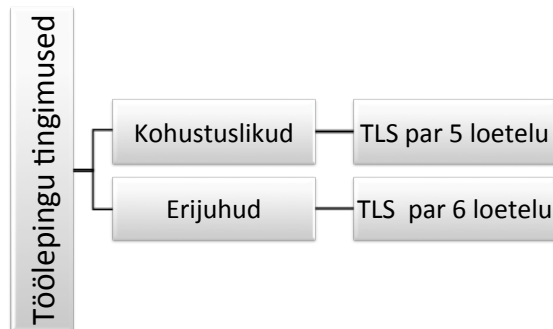 Töölepingu tingimused
Kohustuslikud
TLS par 5 loetelu
Erijuhud
TLS  par 6 loetelu